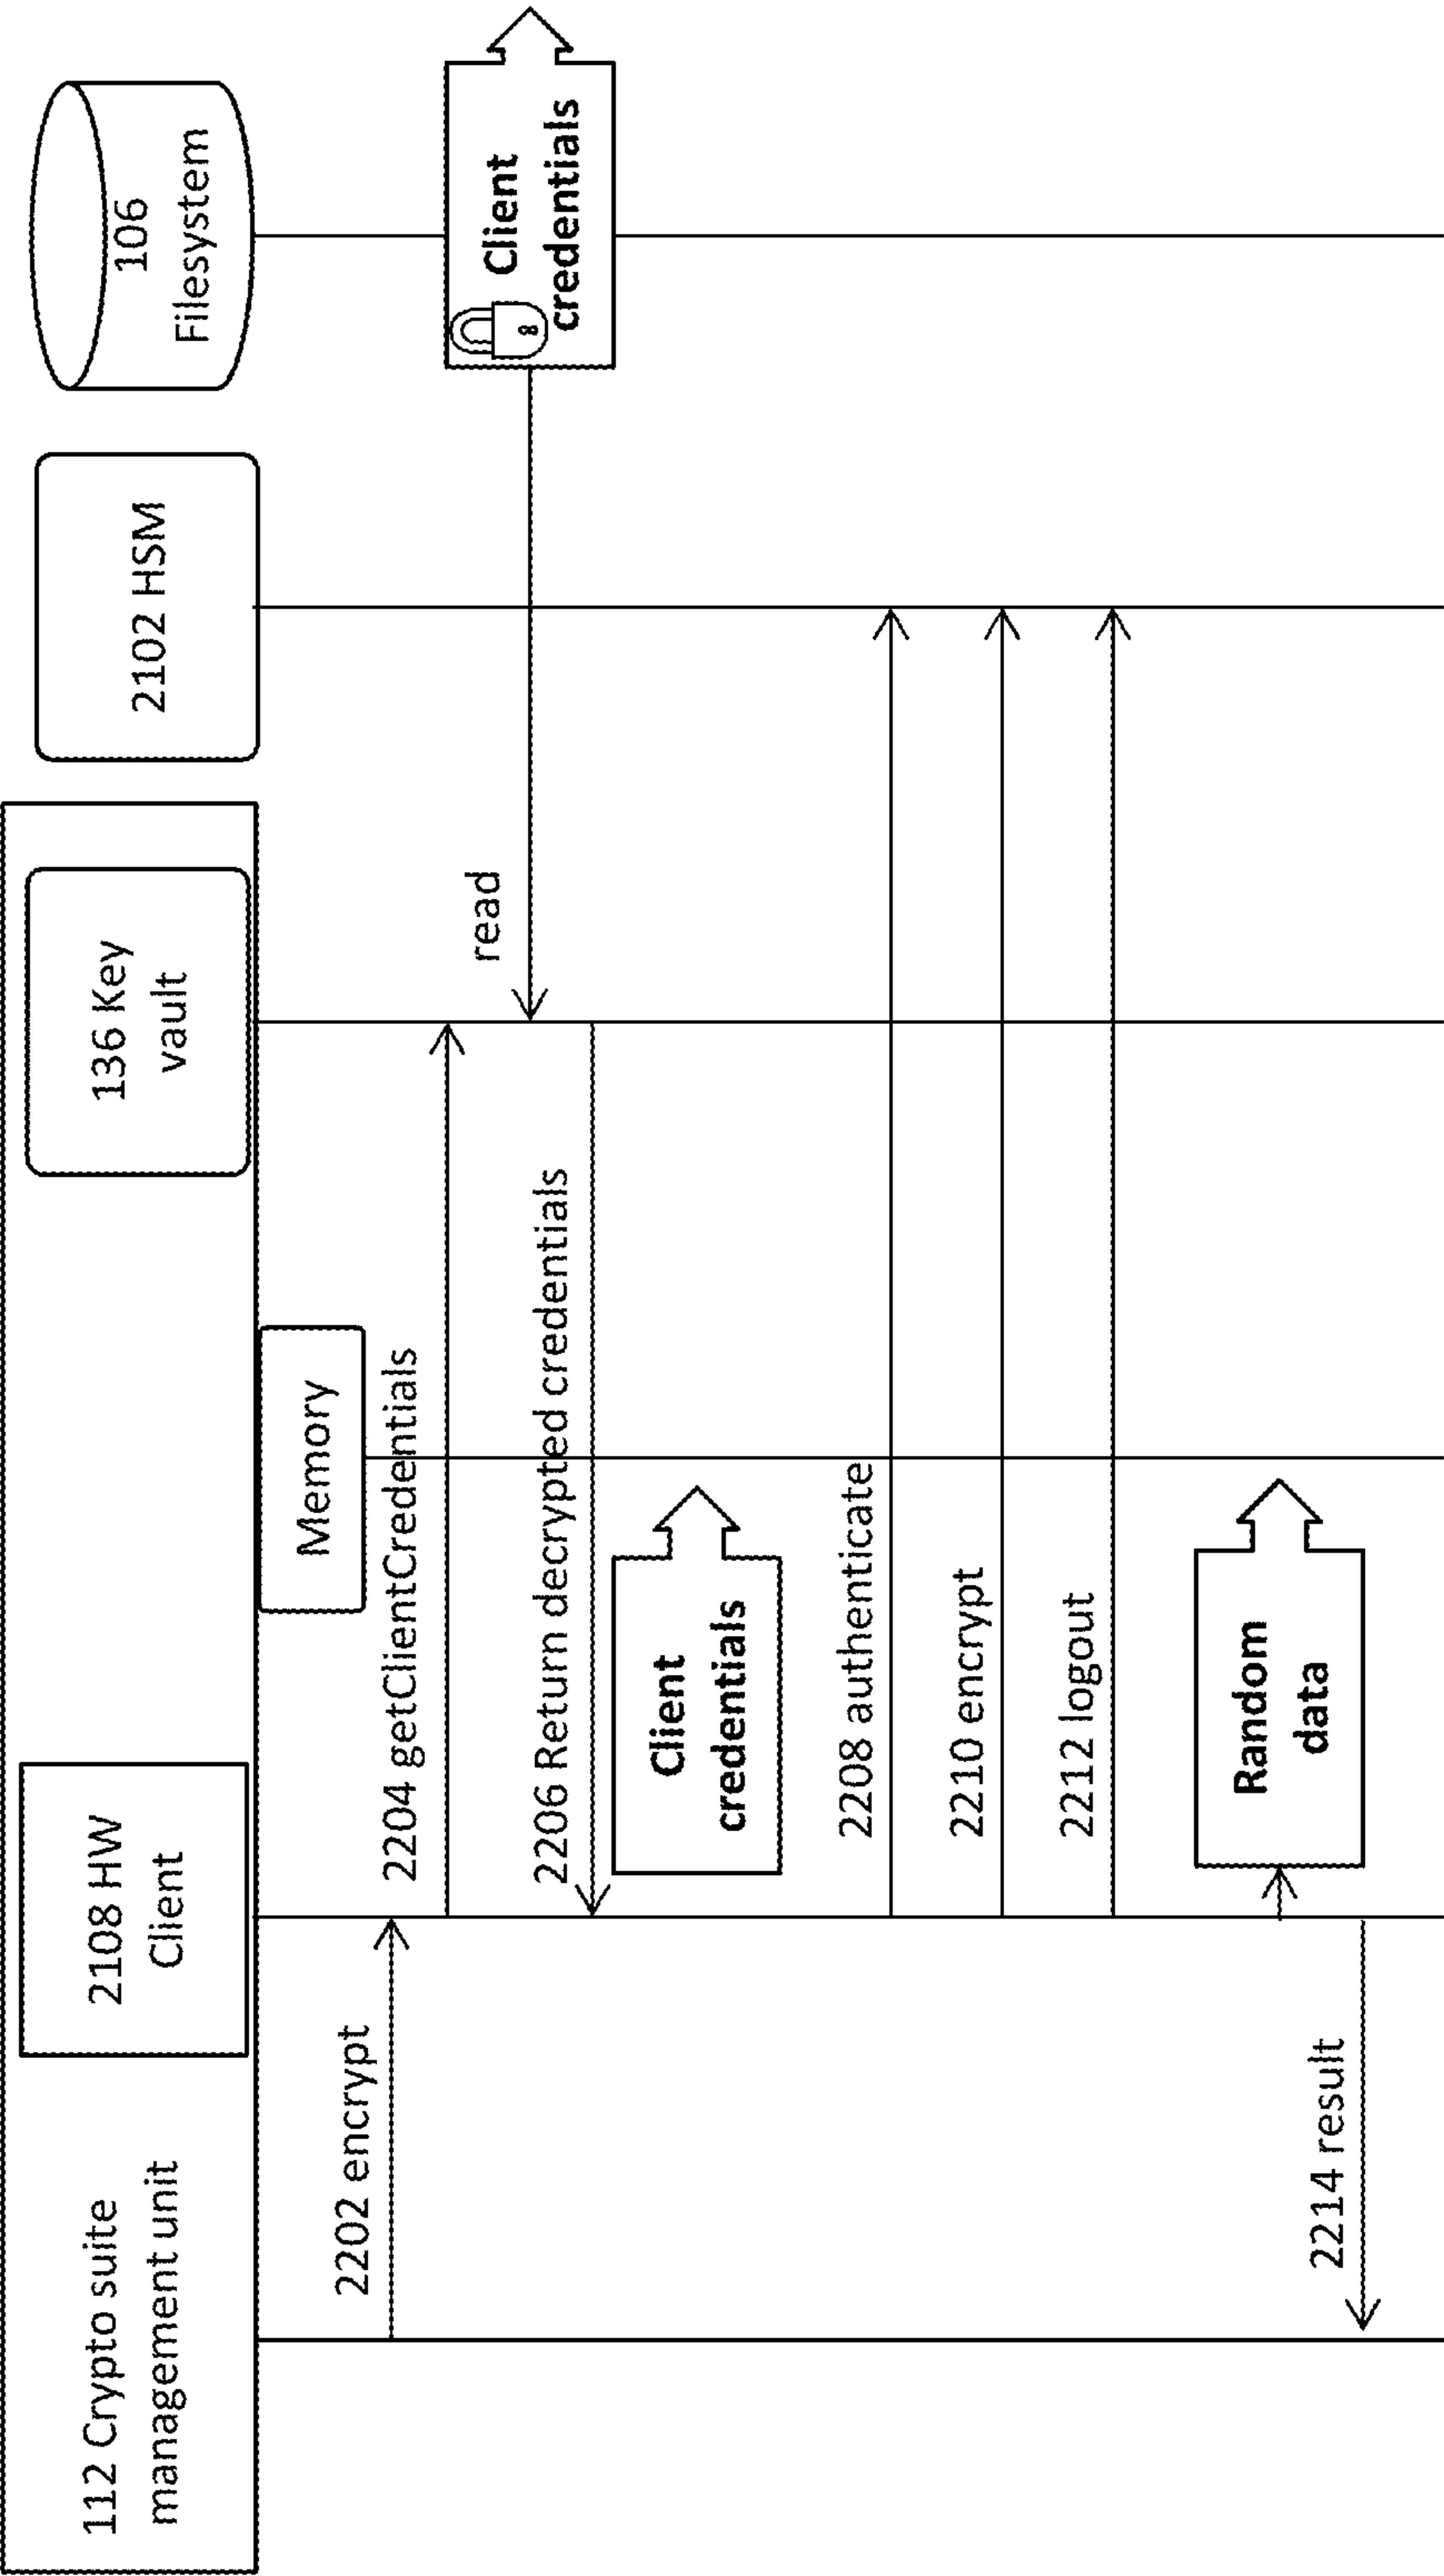 112 Crypto suite
management unit
2108 HW
Client
Memory
136 Key
vault
2102 HSM
106
Filesystem
2202 encrypt
2204 getClientCredentials
read
8
Client
credentials
2206 Return decrypted credentials
Client
credentials
2208 authenticate
2210 encrypt
2212 logout
Random
data
2214 result